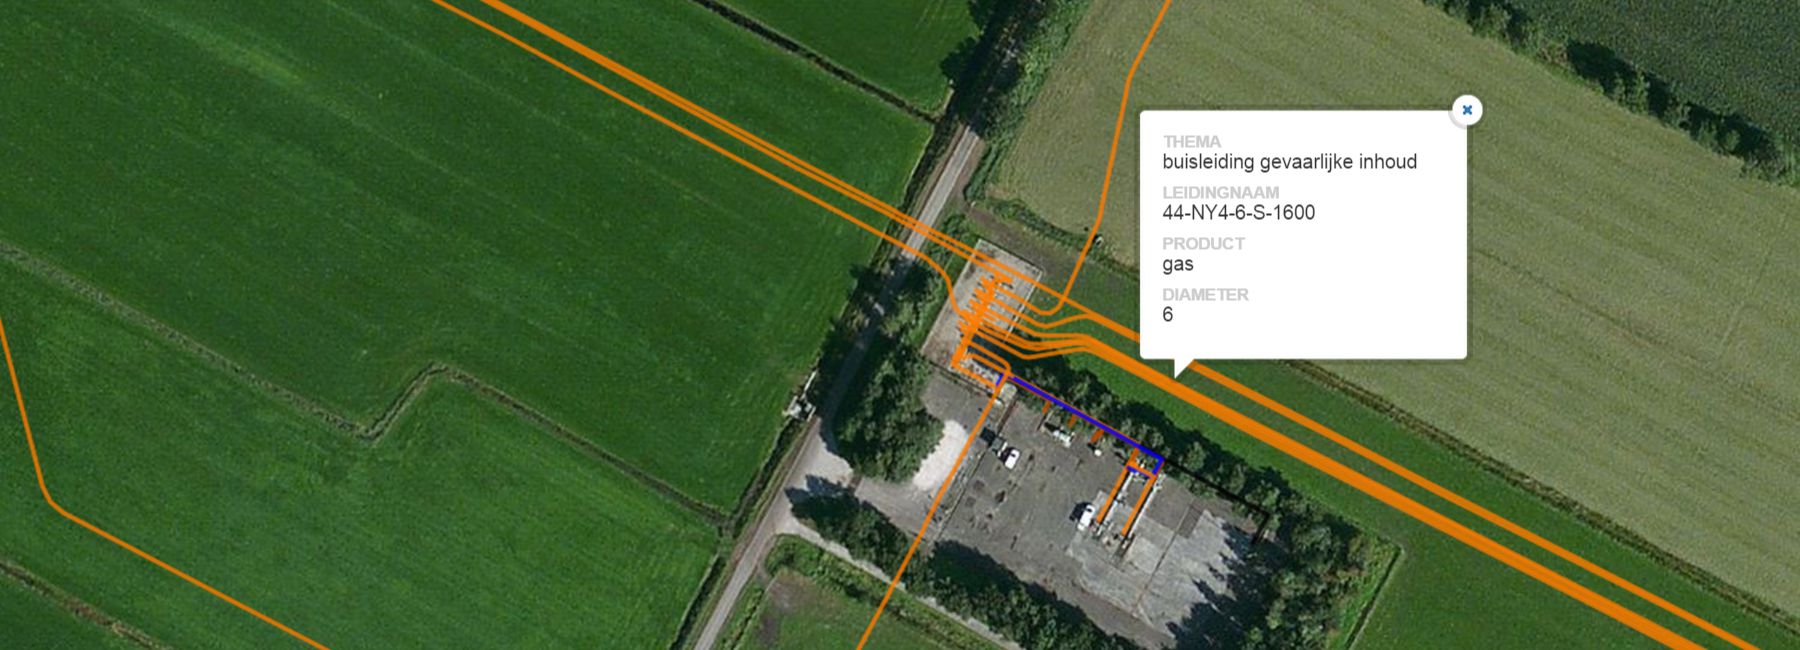 THEMA
buisleiding gevaarlijke inhoud
LEIDINGNAAM
44-NY4-6-S-1600
PRODUCT
gas
DIAMETER
6